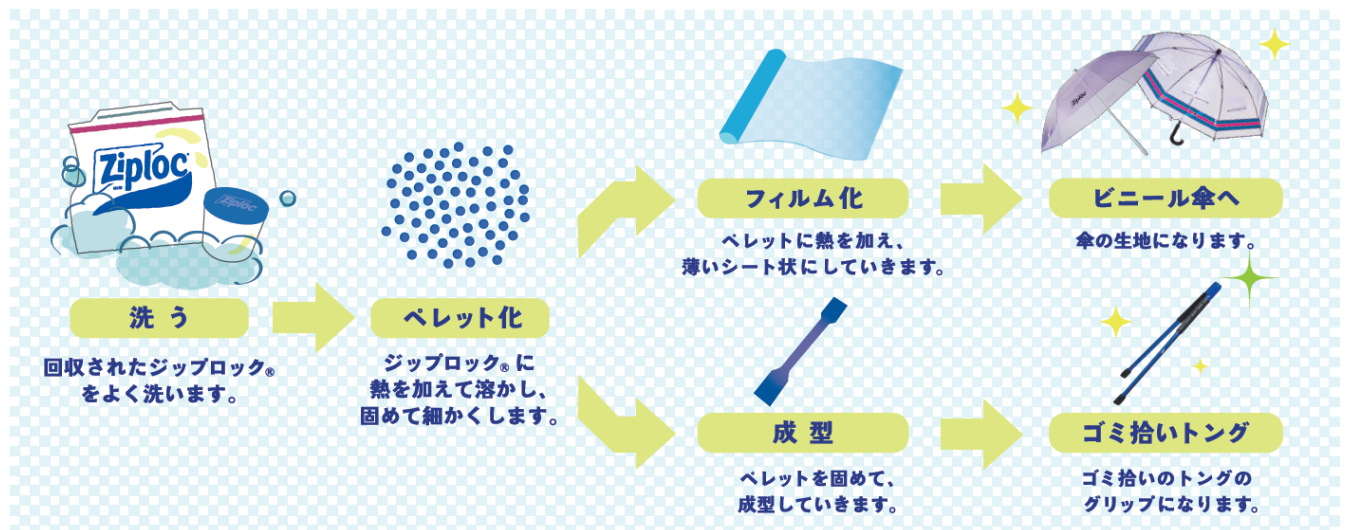 Ziploc
Ziploc
洗う
回収されたジップロック®
をよく洗います。
ペレット化
ジップロック®に
熱を加えて溶かし、
固めて細かくします。
フィルム化
ペレットに熱を加え、
薄いシート状にしていきます。
Ziploc
ビニール傘へ
傘の生地になります。
成型
ペレットを固めて、
成型していきます。
ゴミ拾いトング
ゴミ拾いのトングの
グリップになります。